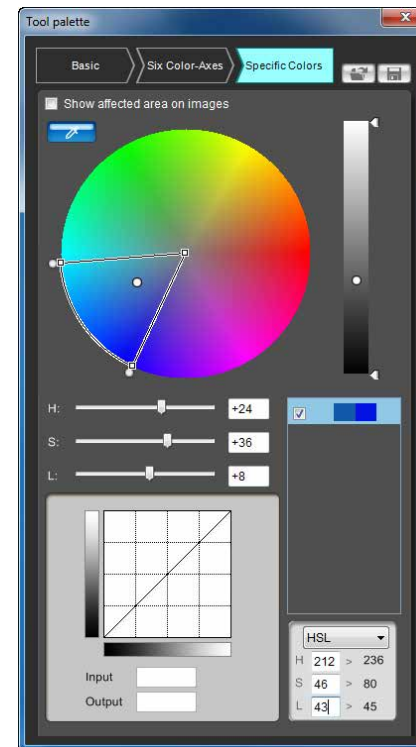 Tool palette
Basic Six Color-Axes Specific Colors
Show affected area on images
H: +24
S: +36
L: +8
HSL
H 212 > 236
S 46 > 80
L 43 > 45
Input
Output